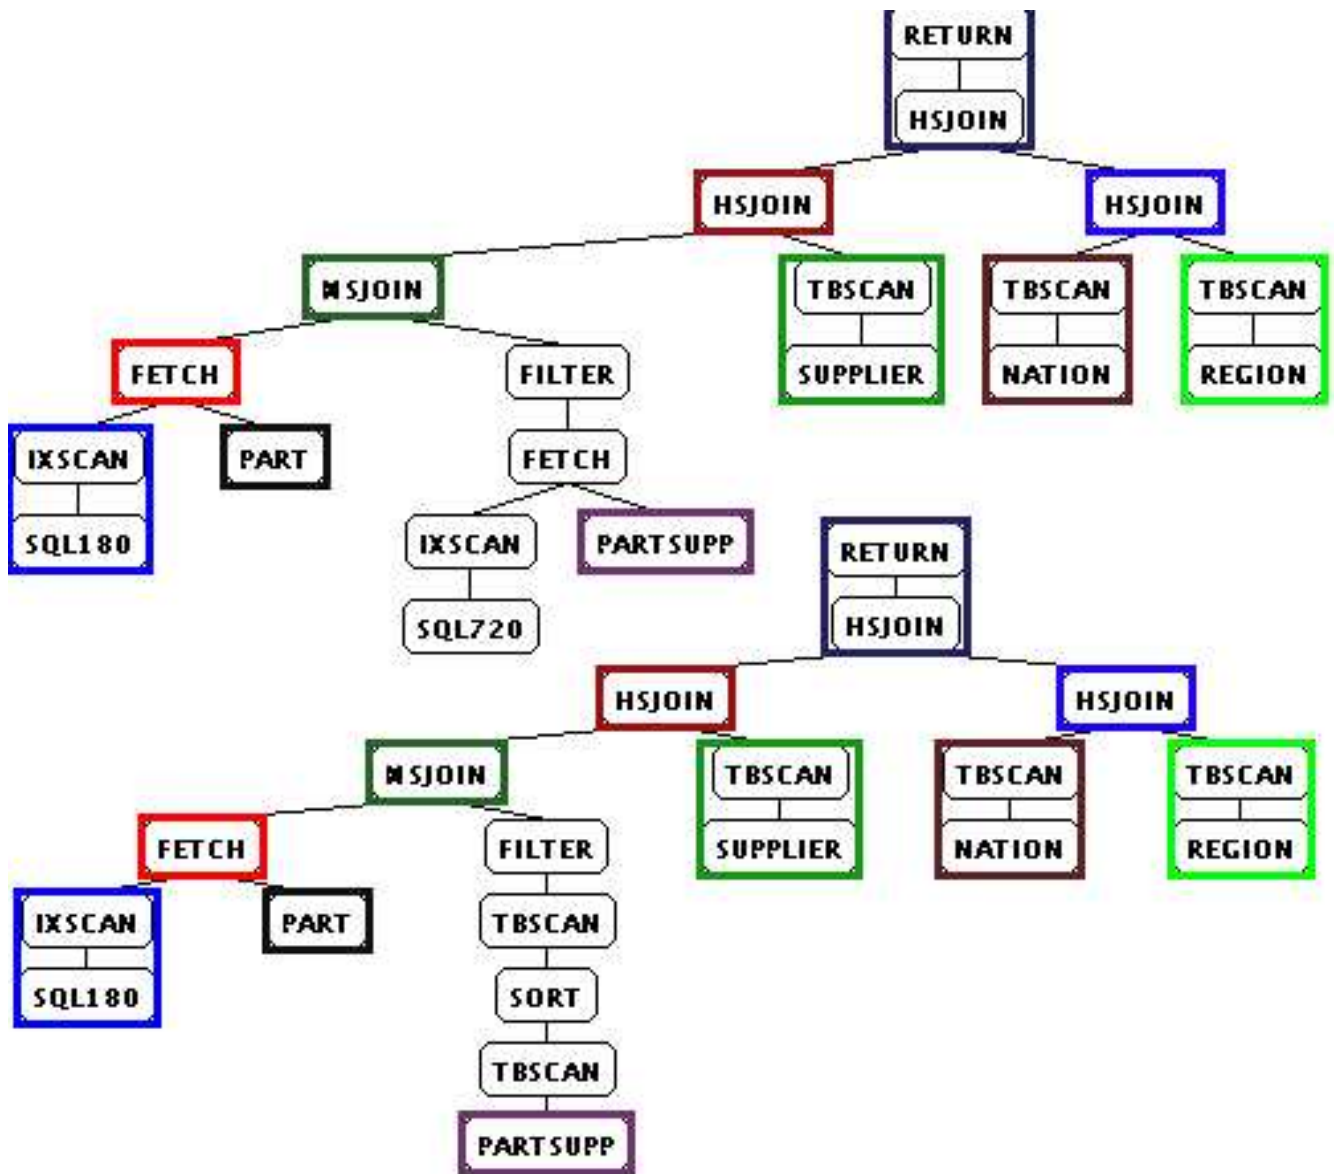 RETURN
HSJOIN
HSJOIN HSJOIN
MSJOIN TBSCAN TBSCAN TBSCAN
FETCH FILTER SUPPLIER NATION REGION
IXSCAN PART FETCH
SQL180 IXSCAN PARTSUPP
SQL720
RETURN
HSJOIN
HSJOIN HSJOIN
MSJOIN TBSCAN TBSCAN TBSCAN
FETCH FILTER SUPPLIER NATION REGION
IXSCAN PART TBSCAN
SQL180 SORT
TBSCAN
PARTSUPP